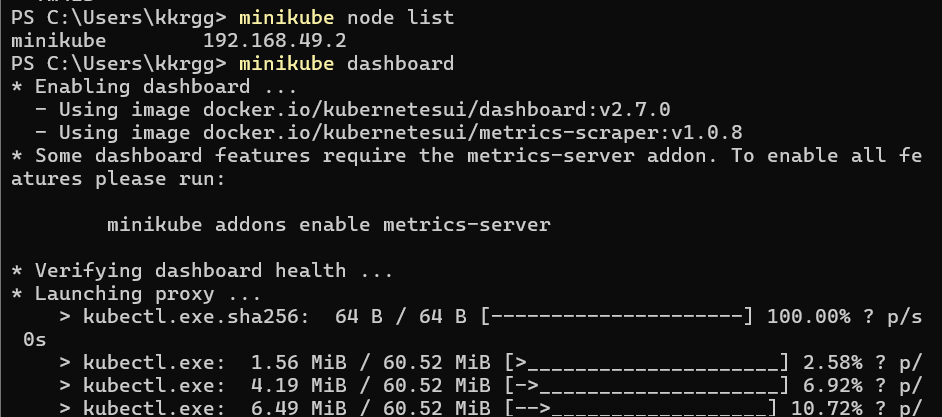 PS C:\Users\kkrgg> minikube node list
minikube        192.168.49.2
PS C:\Users\kkrgg> minikube dashboard
* Enabling dashboard ...
  - Using image docker.io/kubernetesui/dashboard:v2.7.0
  - Using image docker.io/kubernetesui/metrics-scraper:v1.0.8
* Some dashboard features require the metrics-server addon. To enable all fe
atures please run:
        minikube addons enable metrics-server
* Verifying dashboard health ...
* Launching proxy ...
    > kubectl.exe.sha256:  64 B / 64 B [---------------------] 100.00% ? p/s
 0s
    > kubectl.exe:  1.56 MiB / 60.52 MiB [>_____________________] 2.58% ? p/
    > kubectl.exe:  4.19 MiB / 60.52 MiB [->____________________] 6.92% ? p/
    > kubectl.exe:  6.49 MiB / 60.52 MiB [-->__________________] 10.72% ? p/